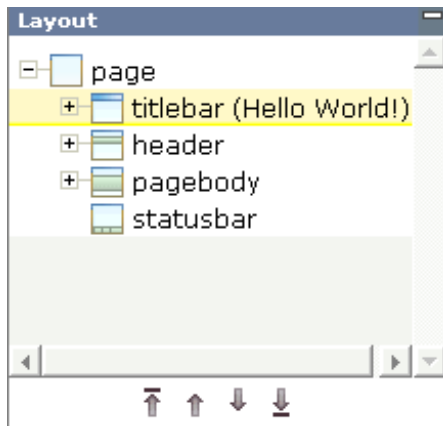 Layout
page
titlebar (Hello World!)
header
pagebody
statusbar